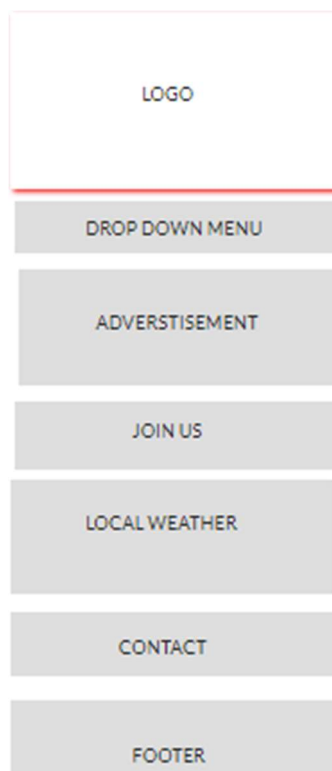 LOGO
DROP DOWN MENU
ADVERSTISEMENT
JOIN US
LOCAL WEATHER
CONTACT
FOOTER